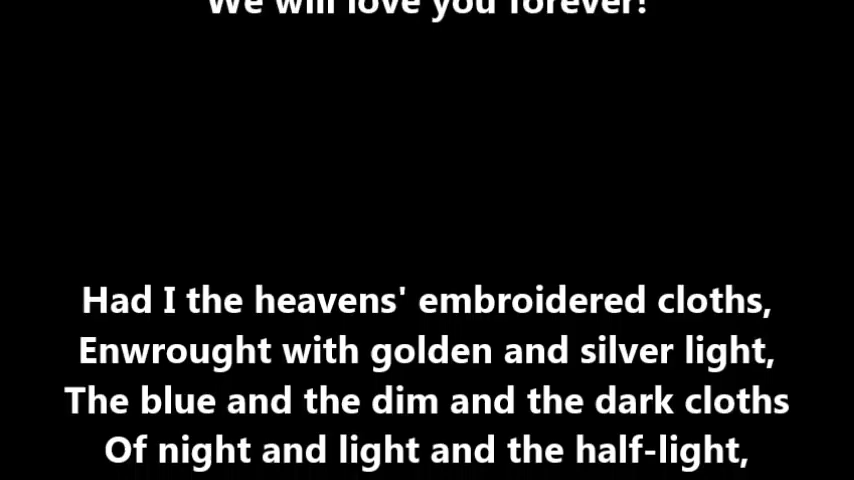 We will love you forever!
Had I the heavens' embroidered cloths,
Enwrought with golden and silver light,
The blue and the dim and the dark cloths
Of night and light and the half-light,